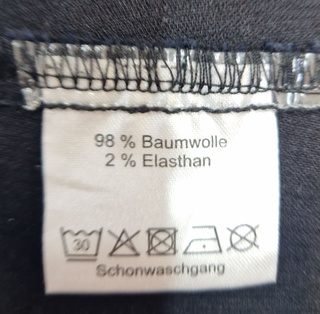 98 % Baumwolle
2 % Elasthan
30
Schonwaschgang